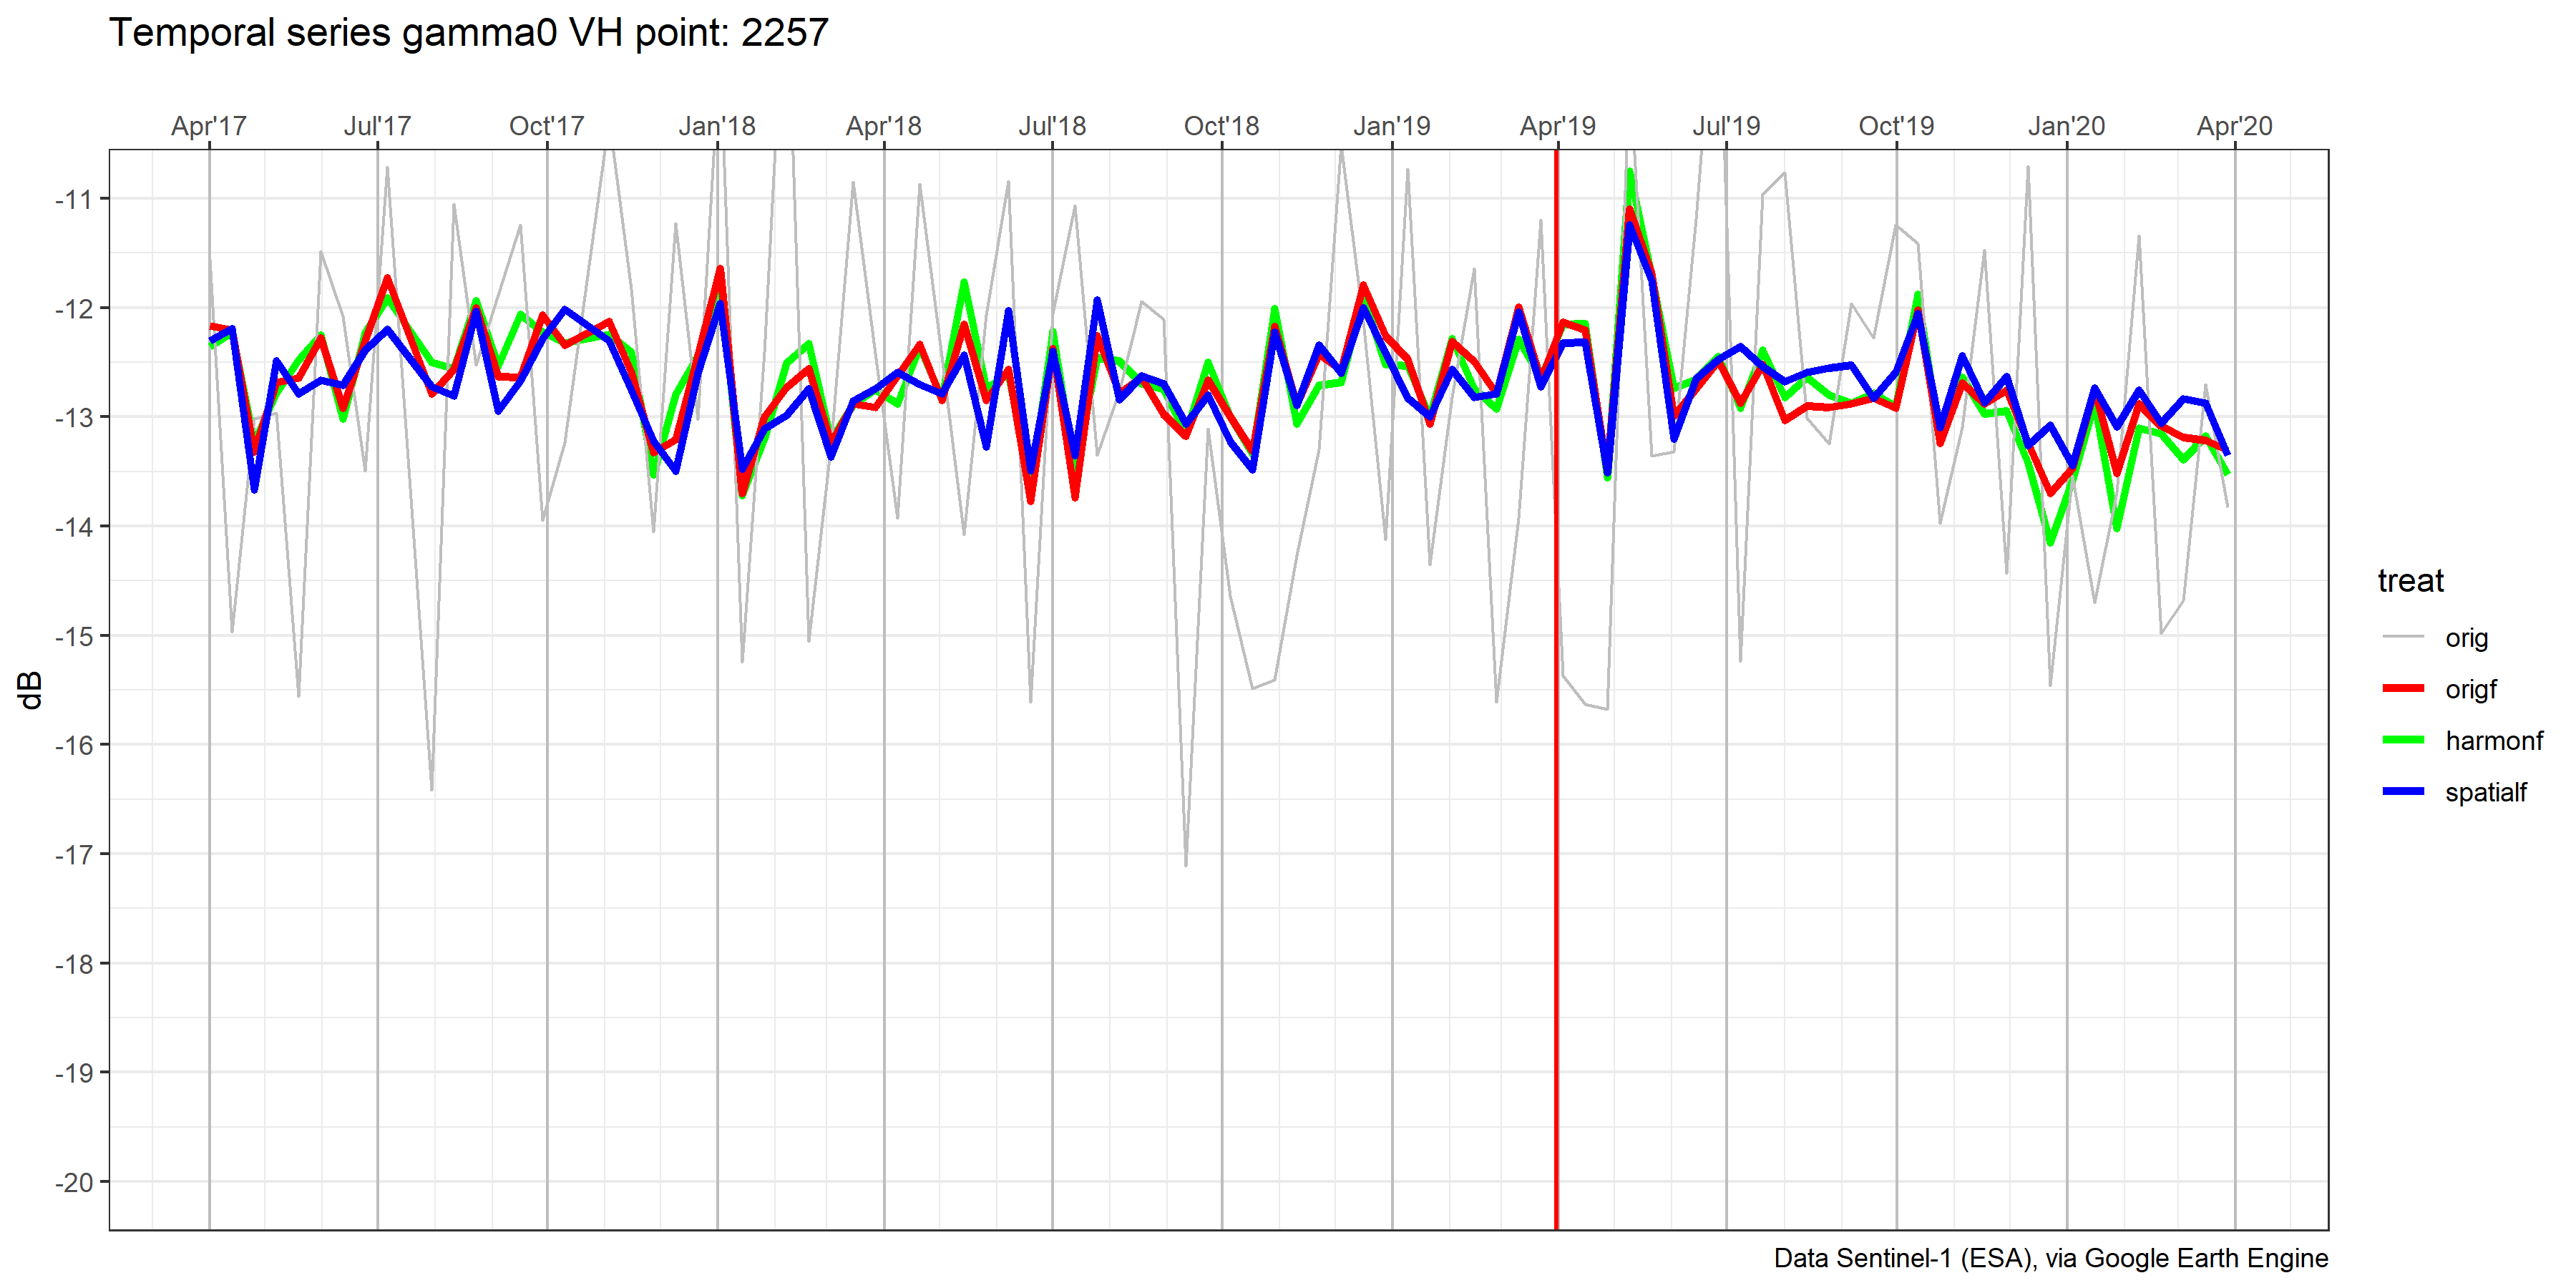 Temporal series gamma0 VH point: 2257
Apr'17 Jul'17 Oct'17 Jan'18 Apr'18 Jul'18 Oct'18 Jan'19 Apr'19 Jul'19 Oct'19 Jan'20 Apr'20
-11
-12
-13
-14
-15
-16
-17
-18
-19
-20
dB
treat
orig
origf
harmonf
spatialf
Data Sentinel-1 (ESA), via Google Earth Engine